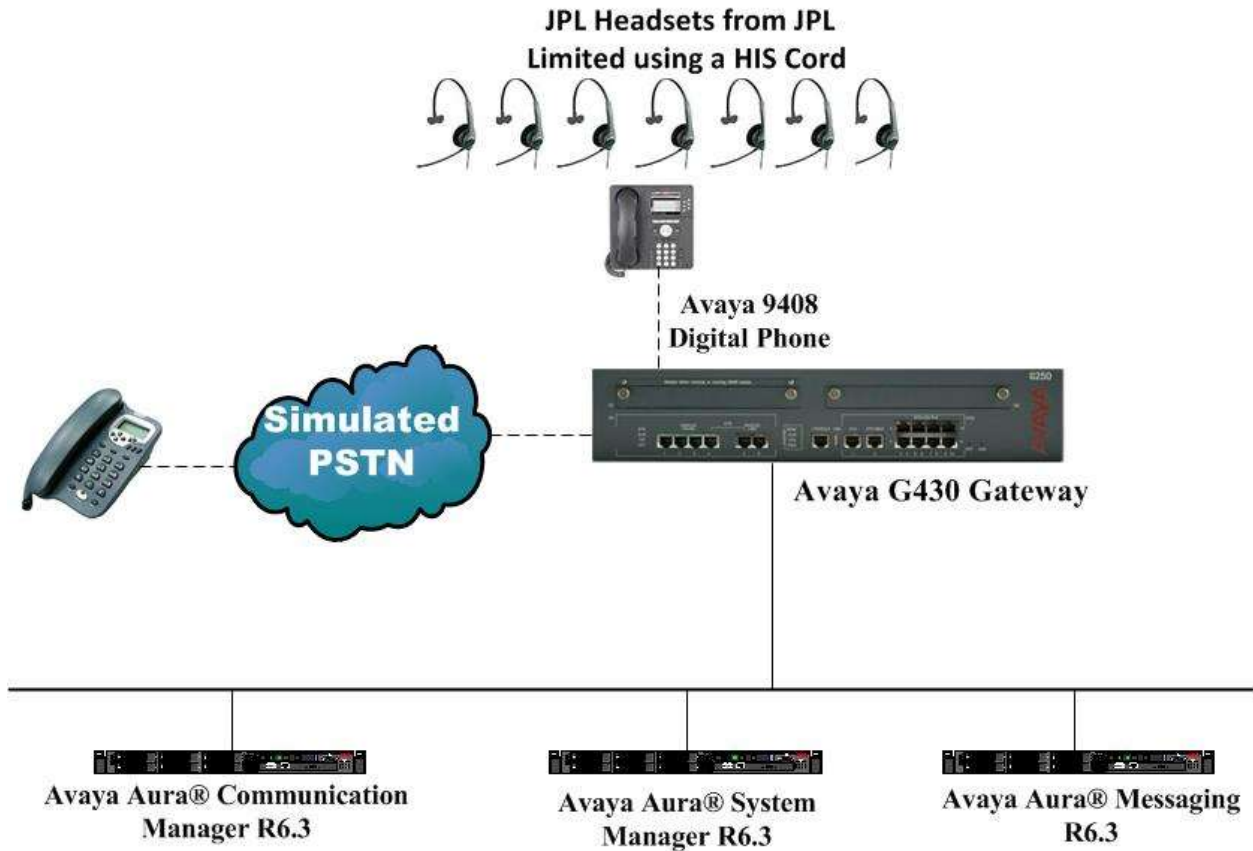 JPL Headsets from JPL
Limited using a HIS Cord
Avaya 9408
Digital Phone
Simulated
PSTN
G250
AVAYA
Avaya G430 Gateway
Avaya Aura® Communication
Manager R6.3
Avaya Aura® System
Manager R6.3
Avaya Aura® Messaging
R6.3